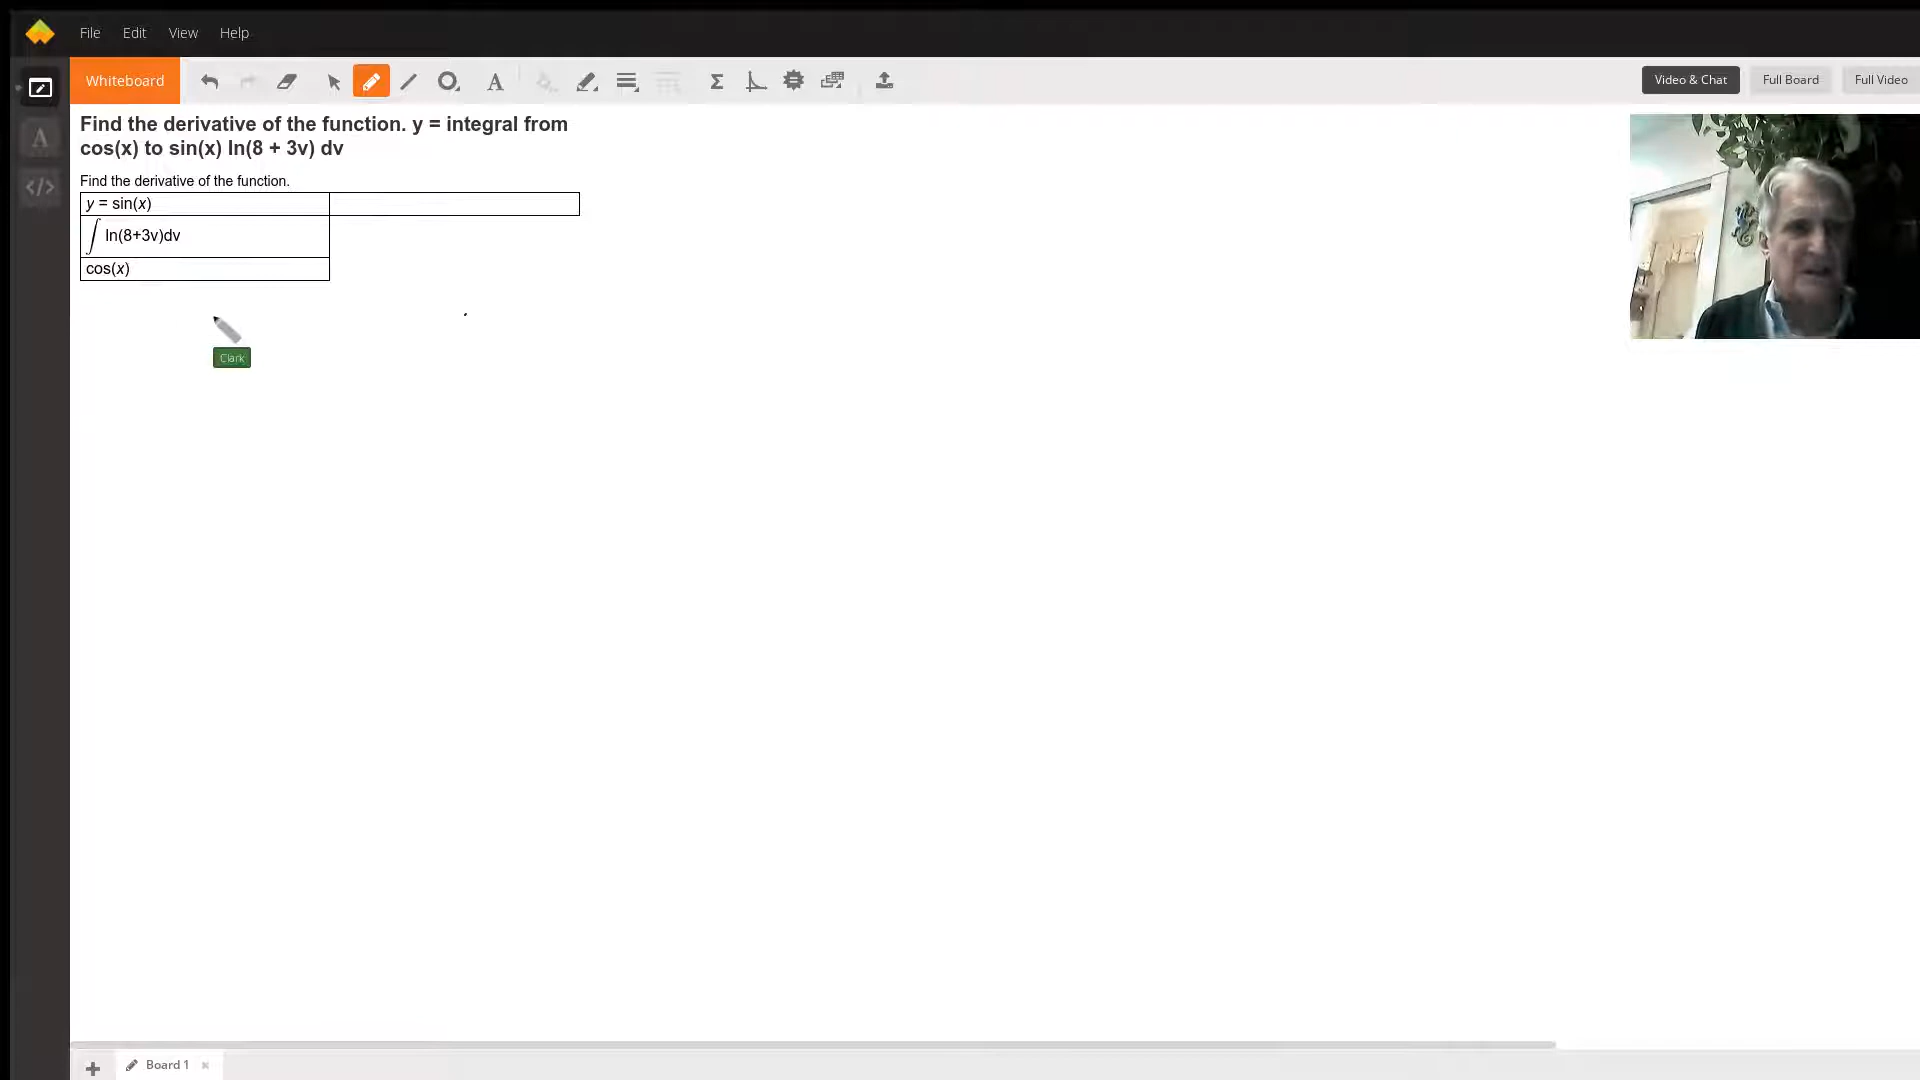 File Edit View Help
Whiteboard
A
Video & Chat Full Board Full Video
A
</>
Find the derivative of the function. y = integral from
cos(x) to sin(x) ln(8 + 3v) dv
Find the derivative of the function.
y = sin(x)
∫ ln(8+3v)dv
cos(x)
Clark
Board 1